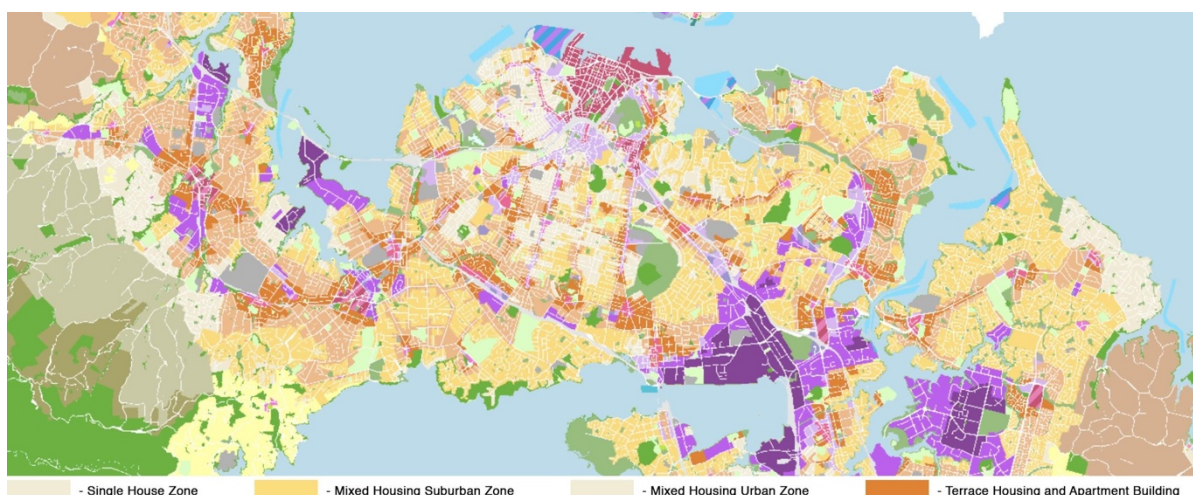 - Single House Zone
- Mixed Housing Suburban Zone
- Mixed Housing Urban Zone
- Terrace Housing and Apartment Building